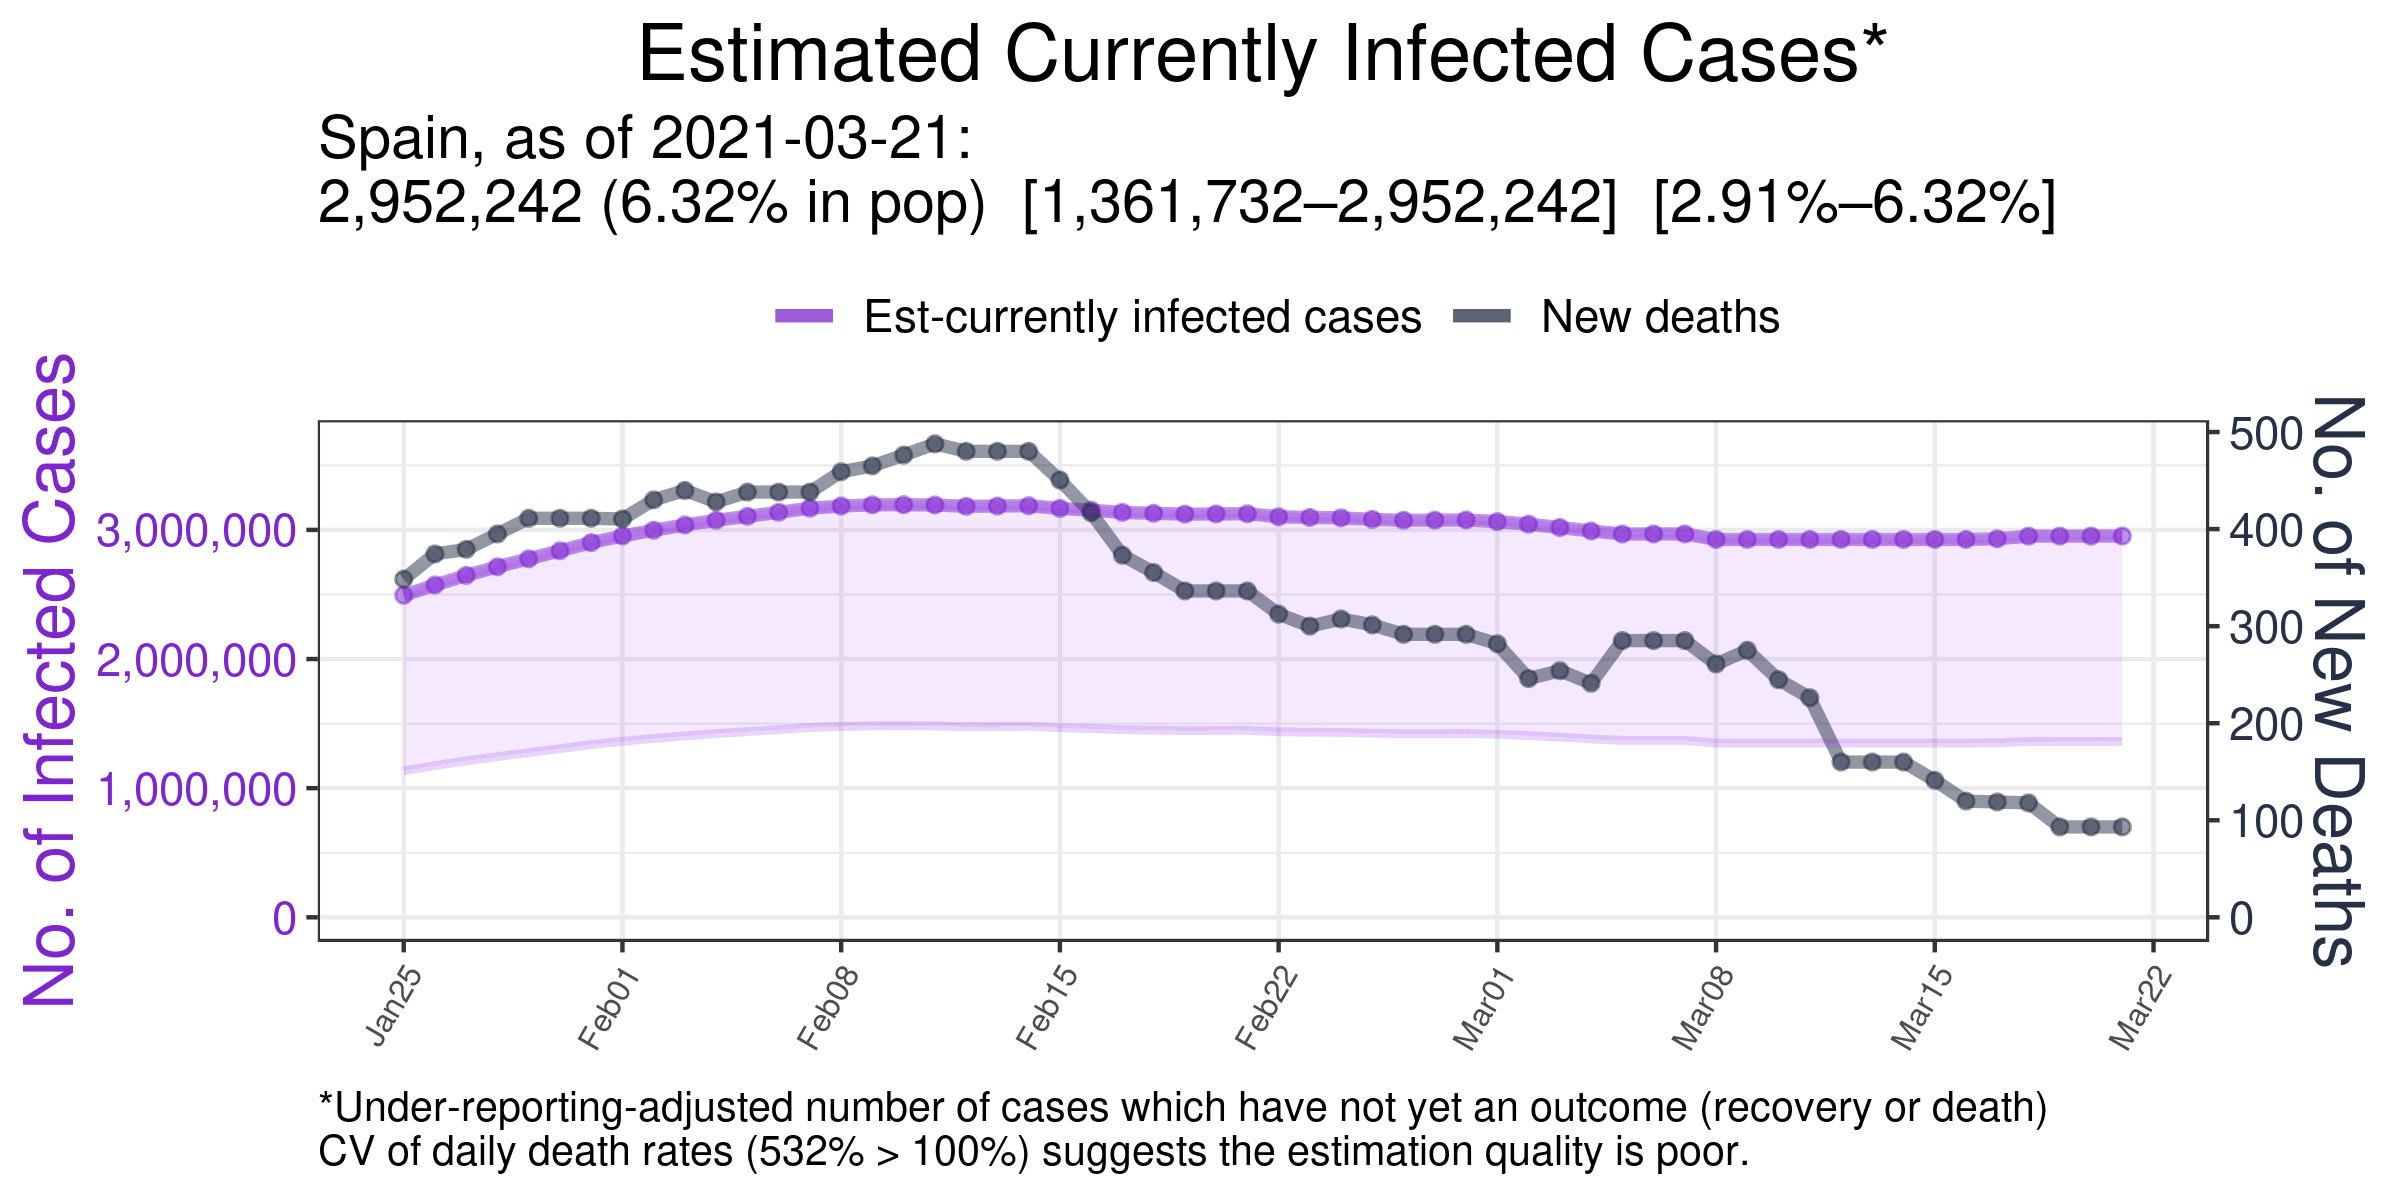 Estimated Currently Infected Cases*
Spain, as of 2021-03-21:
2,952,242 (6.32% in pop) [1,361,732–2,952,242] [2.91%–6.32%]
Est-currently infected cases
New deaths
No. of Infected Cases
3,000,000
2,000,000
1,000,000
0
500
400
300
200
100
0
No. of New Deaths
Jan25
Feb01
Feb08
Feb15
Feb22
Mar01
Mar08
Mar15
Mar22
*Under-reporting-adjusted number of cases which have not yet an outcome (recovery or death)
CV of daily death rates (532% > 100%) suggests the estimation quality is poor.